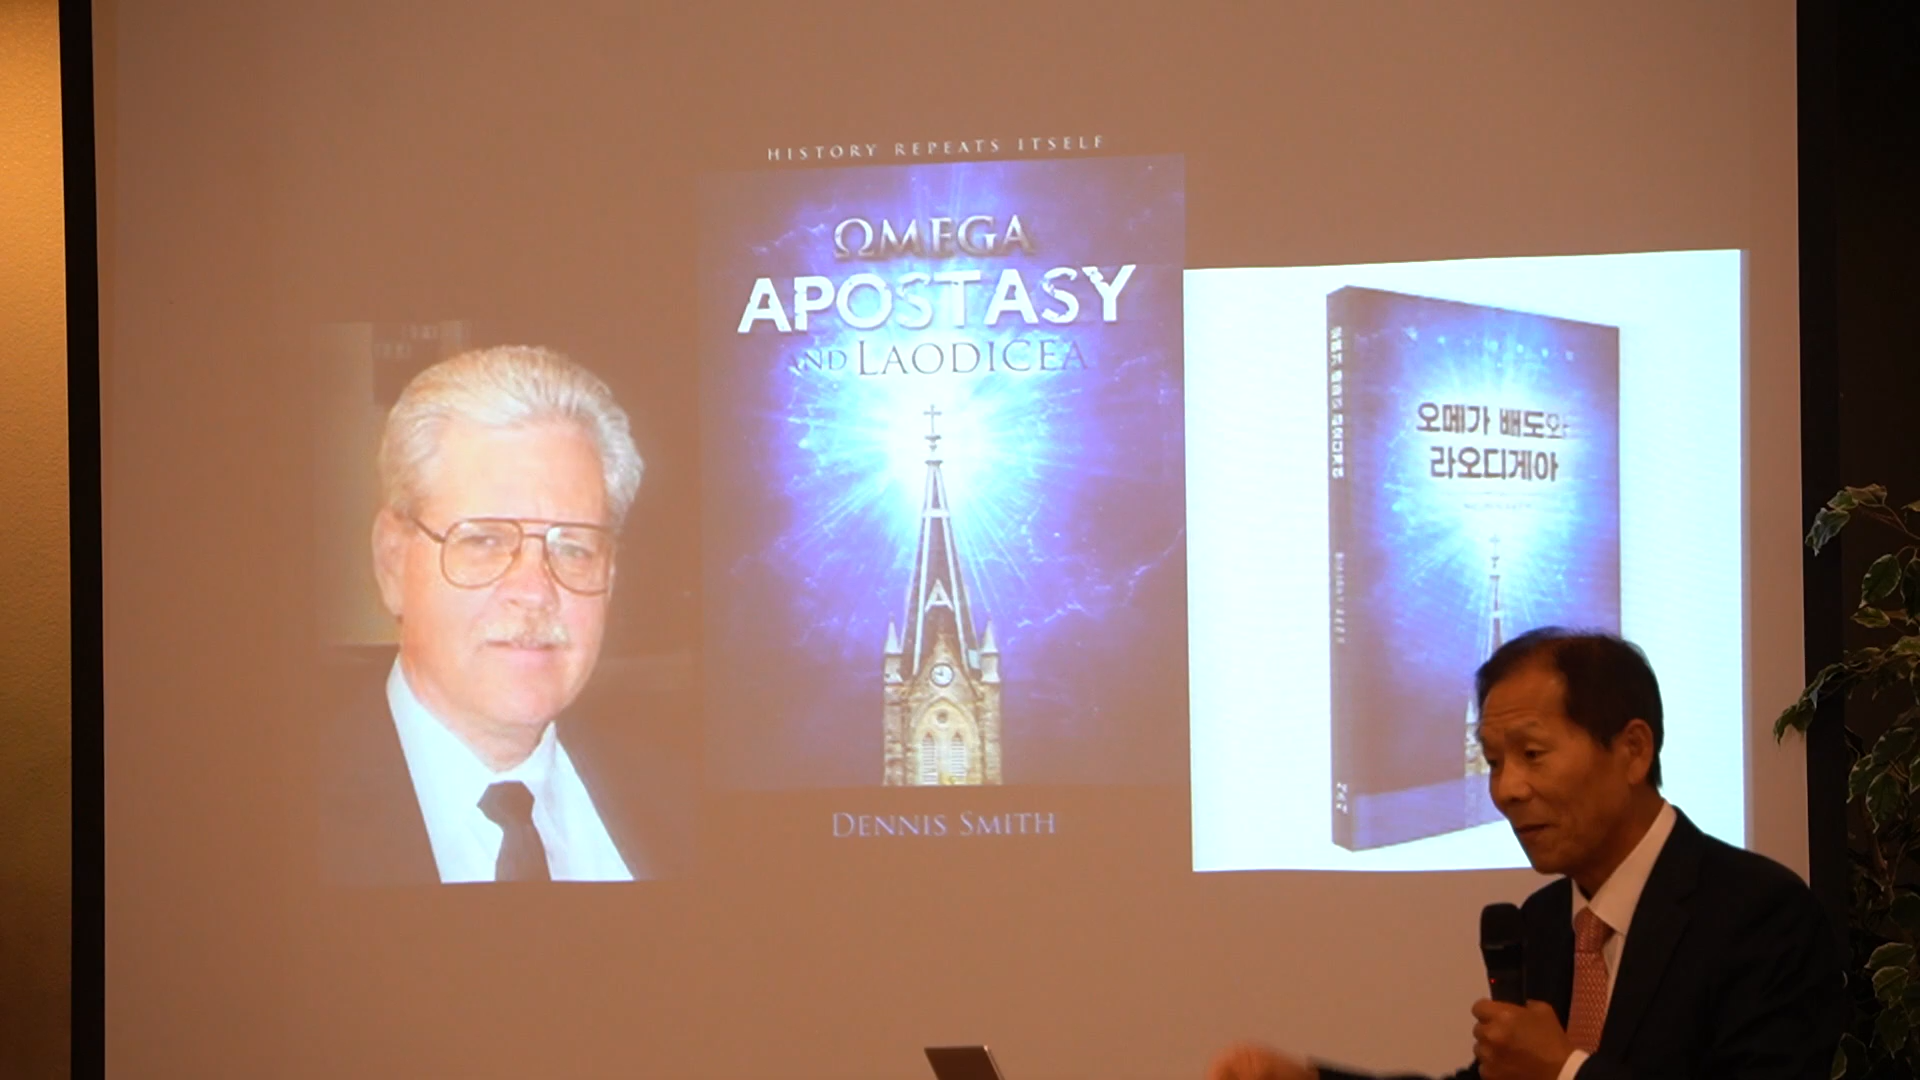 HISTORY REPEATS ITSELF
ΩMEGA
APOSTASY
AND LAODICEA
DENNIS SMITH
오메가 배도와
라오디게아